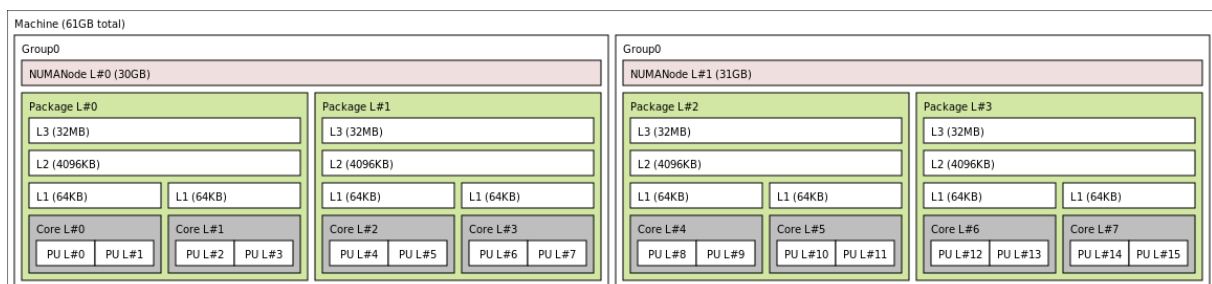 Machine (61GB total)
Group0
NUMANode L#0 (30GB)
Package L#0
L3 (32MB)
L2 (4096KB)
L1 (64KB)
L1 (64KB)
Core L#0
PU L#0
PU L#1
Core L#1
PU L#2
PU L#3
Package L#1
L3 (32MB)
L2 (4096KB)
L1 (64KB)
L1 (64KB)
Core L#2
PU L#4
PU L#5
Core L#3
PU L#6
PU L#7
Group0
NUMANode L#1 (31GB)
Package L#2
L3 (32MB)
L2 (4096KB)
L1 (64KB)
L1 (64KB)
Core L#4
PU L#8
PU L#9
Core L#5
PU L#10
PU L#11
Package L#3
L3 (32MB)
L2 (4096KB)
L1 (64KB)
L1 (64KB)
Core L#6
PU L#12
PU L#13
Core L#7
PU L#14
PU L#15